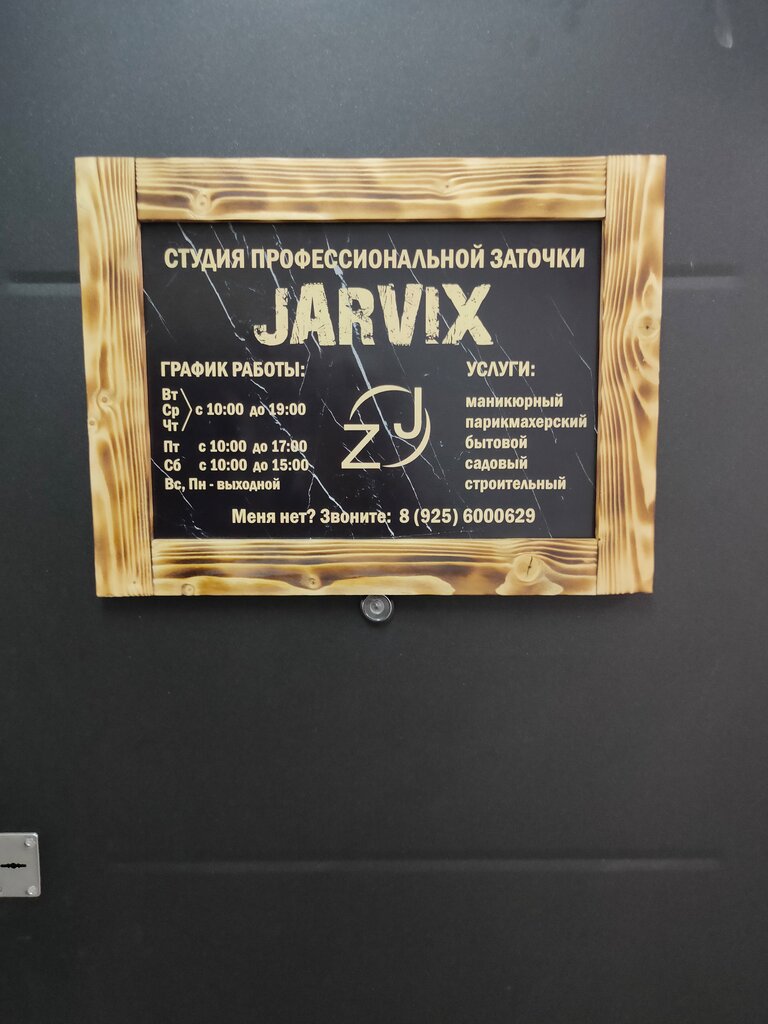 СТУДИЯ ПРОФЕССИОНАЛЬНОЙ ЗАТОЧКИ
JARVIX
ГРАФИК РАБОТЫ:
Вт
Ср с 10:00 до 19:00
Чт
Пт с 10:00 до 17:00
Сб с 10:00 до 15:00
Вс, Пн - выходной
ZJ
УСЛУГИ:
маникюрный
парикмахерский
бытовой
садовый
строительный
Меня нет? Звоните: 8 (925) 6000629